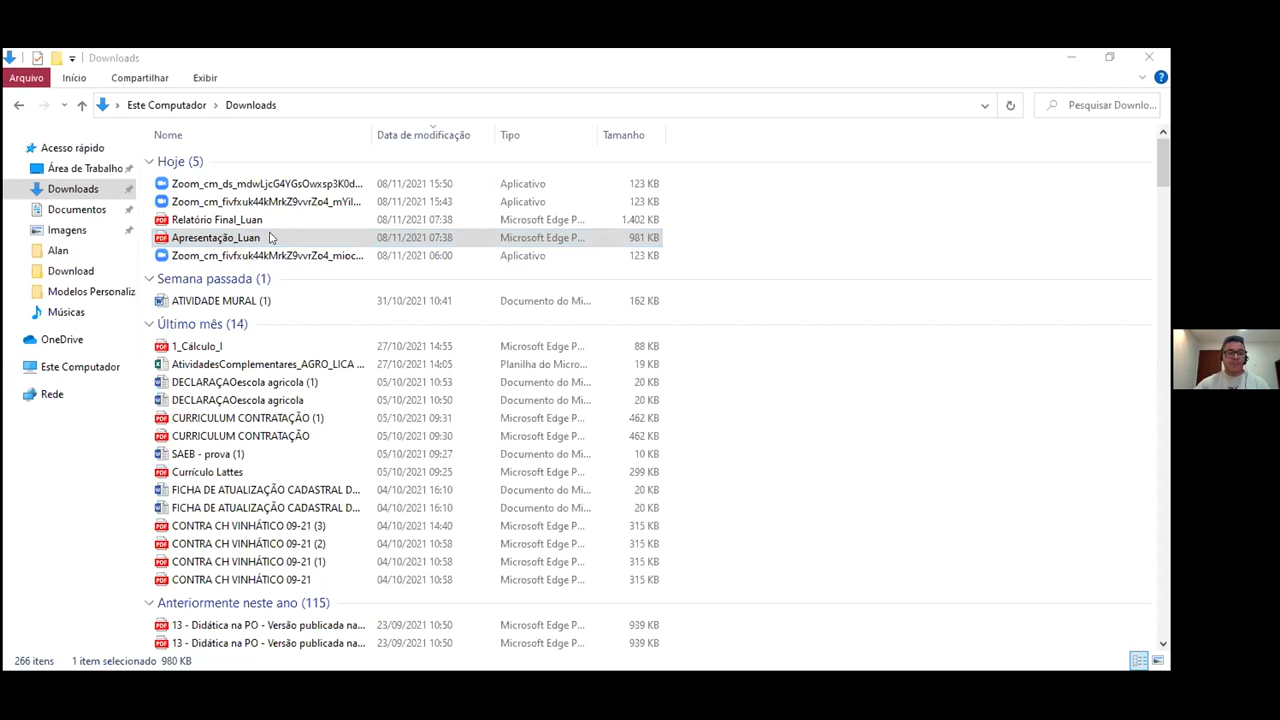 Downloads
Arquivo Início Compartilhar Exibir
Este Computador Downloads Pesquisar Downlo...
Nome Data de modificação Tipo Tamanho
Acesso rápido
Área de Trabalho
Downloads
Documentos
Imagens
Alan
Download
Modelos Personaliz
Músicas
OneDrive
Este Computador
Rede
Hoje (5)
Zoom_cm_ds_mdwLjcG4YGsOwxsp3K0d... 08/11/2021 15:50 Aplicativo 123 KB
Zoom_cm_fivfxuk44kMrkZ9vvrZo4_mYil... 08/11/2021 15:43 Aplicativo 123 KB
Relatório Final_Luan 08/11/2021 07:38 Microsoft Edge P... 1.402 KB
Apresentação_Luan 08/11/2021 07:38 Microsoft Edge P... 981 KB
Zoom_cm_fivfxuk44kMrkZ9vvrZo4_mioc... 08/11/2021 06:00 Aplicativo 123 KB
Semana passada (1)
ATIVIDADE MURAL (1) 31/10/2021 10:41 Documento do Mi... 162 KB
Último mês (14)
1_Cálculo_I 27/10/2021 14:55 Microsoft Edge P... 88 KB
AtividadesComplementares_AGRO_LICA ... 27/10/2021 14:05 Planilha do Micro... 19 KB
DECLARAÇAOescola agricola (1) 05/10/2021 10:53 Documento do Mi... 20 KB
DECLARAÇAOescola agricola 05/10/2021 10:50 Documento do Mi... 20 KB
CURRICULUM CONTRATAÇÃO (1) 05/10/2021 09:31 Microsoft Edge P... 462 KB
CURRICULUM CONTRATAÇÃO 05/10/2021 09:30 Microsoft Edge P... 462 KB
SAEB - prova (1) 05/10/2021 09:27 Documento do Mi... 10 KB
Currículo Lattes 05/10/2021 09:25 Microsoft Edge P... 299 KB
FICHA DE ATUALIZAÇÃO CADASTRAL D... 04/10/2021 16:10 Documento do Mi... 20 KB
FICHA DE ATUALIZAÇÃO CADASTRAL D... 04/10/2021 16:10 Documento do Mi... 20 KB
CONTRA CH VINHÁTICO 09-21 (3) 04/10/2021 14:40 Microsoft Edge P... 315 KB
CONTRA CH VINHÁTICO 09-21 (2) 04/10/2021 10:58 Microsoft Edge P... 315 KB
CONTRA CH VINHÁTICO 09-21 (1) 04/10/2021 10:58 Microsoft Edge P... 315 KB
CONTRA CH VINHÁTICO 09-21 04/10/2021 10:58 Microsoft Edge P... 315 KB
Anteriormente neste ano (115)
13 - Didática na PO - Versão publicada na... 23/09/2021 10:50 Microsoft Edge P... 939 KB
13 - Didática na PO - Versão publicada na... 23/09/2021 10:50 Microsoft Edge P... 939 KB
266 itens 1 item selecionado 980 KB